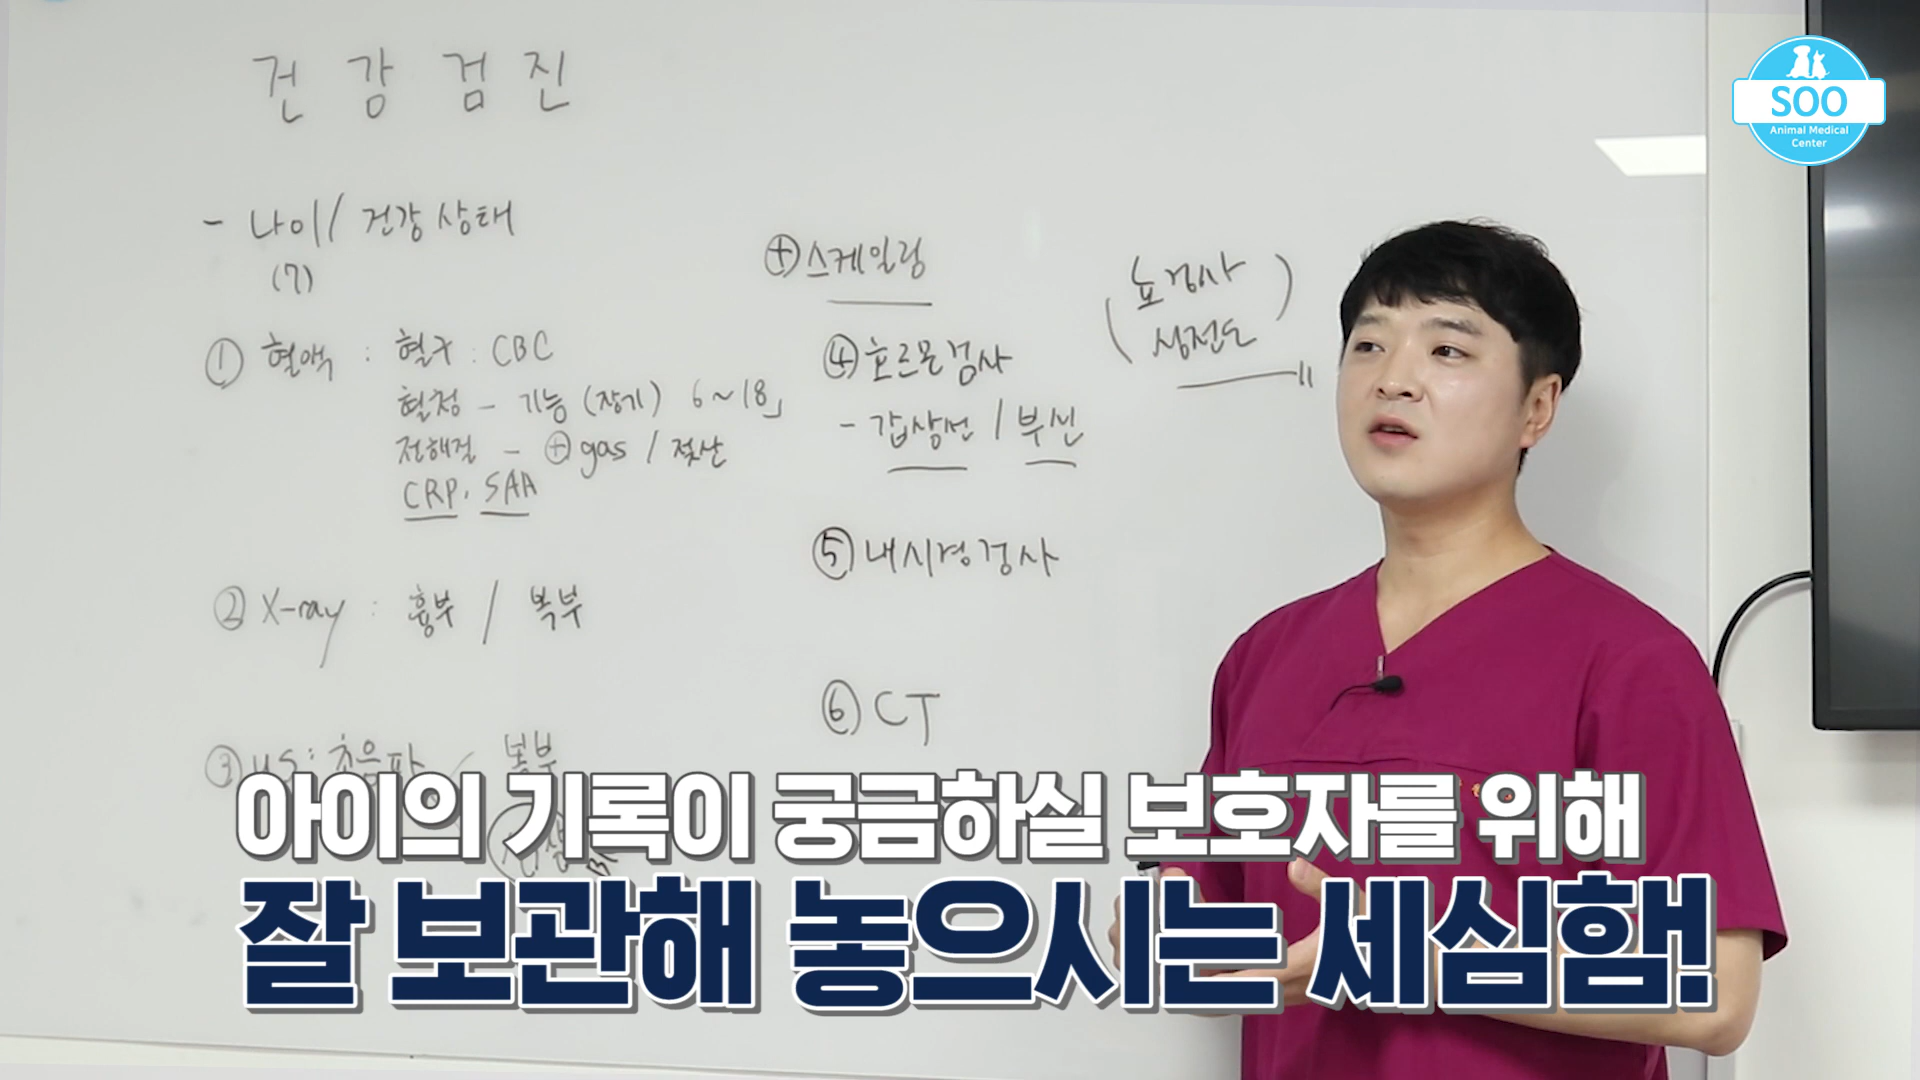 건강검진
SOO
Animal Medical
Center
- 나이 / 건강상태
(7)
① 혈액 : 혈구 : CBC
혈청 - 기능 (장기) 6~18」
전해질 - ⊕ gas / 젖산
CRP, SAA
② X-ray : 흉부 / 복부
③ US : 초음파 / 복부
⊕ 스케일링
④ 호르몬검사
- 갑상선 / 부신
⑤ 내시경검사
⑥ CT
( 뇨검사
심전도 )
아이의 기록이 궁금하실 보호자를 위해
잘 보관해 놓으시는 세심함!